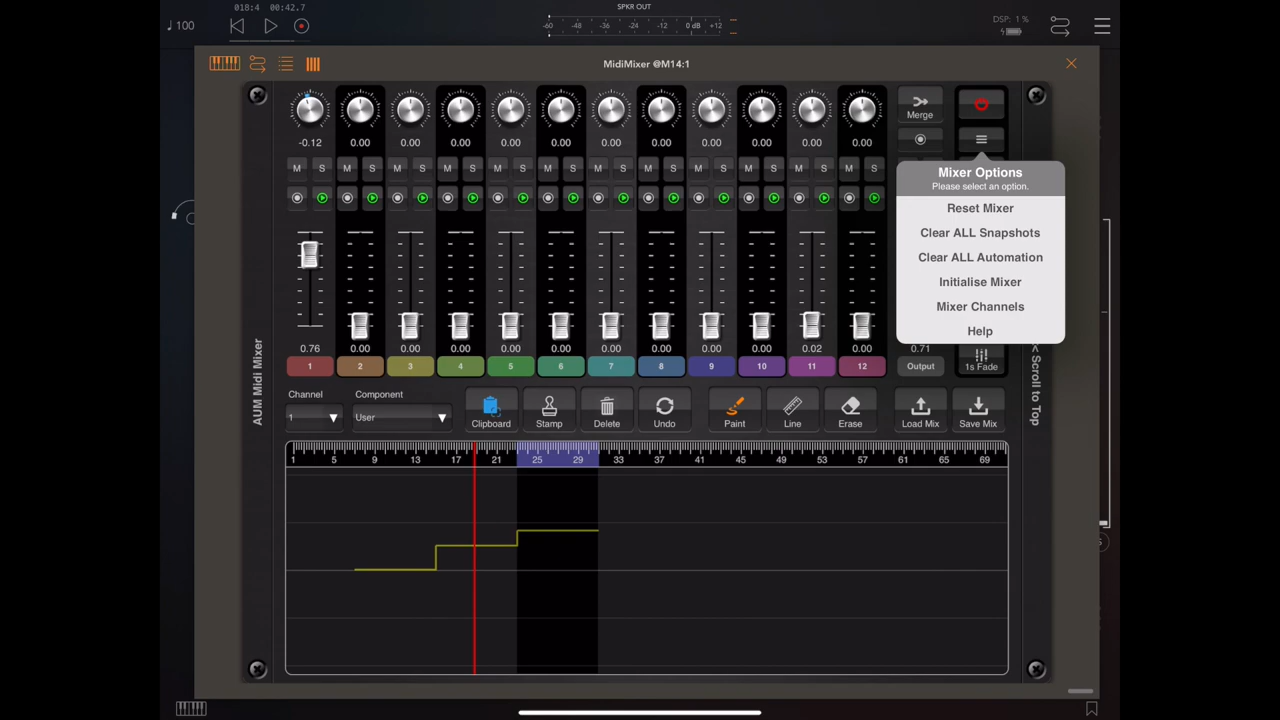 018:4 00:42.7
SPKR OUT
♩ 100
-60 -48 -36 -24 -12 0 dB +12
DSP: 1 %
MidiMixer @M14:1
-0.12 0.00 0.00 0.00 0.00 0.00 0.00 0.00 0.00 0.00 0.00 0.00
Merge
M S M S M S M S M S M S M S M S M S M S M S M S
Mixer Options
Please select an option.
Reset Mixer
Clear ALL Snapshots
Clear ALL Automation
Initialise Mixer
Mixer Channels
Help
0.76 0.00 0.00 0.00 0.00 0.00 0.00 0.00 0.00 0.00 0.02 0.00 0.71
1 2 3 4 5 6 7 8 9 10 11 12 Output 1s Fade
AUM Midi Mixer
Scroll to Top
Channel Component
1 ▼ User ▼
Clipboard Stamp Delete Undo Paint Line Erase Load Mix Save Mix
1 5 9 13 17 21 25 29 33 37 41 45 49 53 57 61 65 69